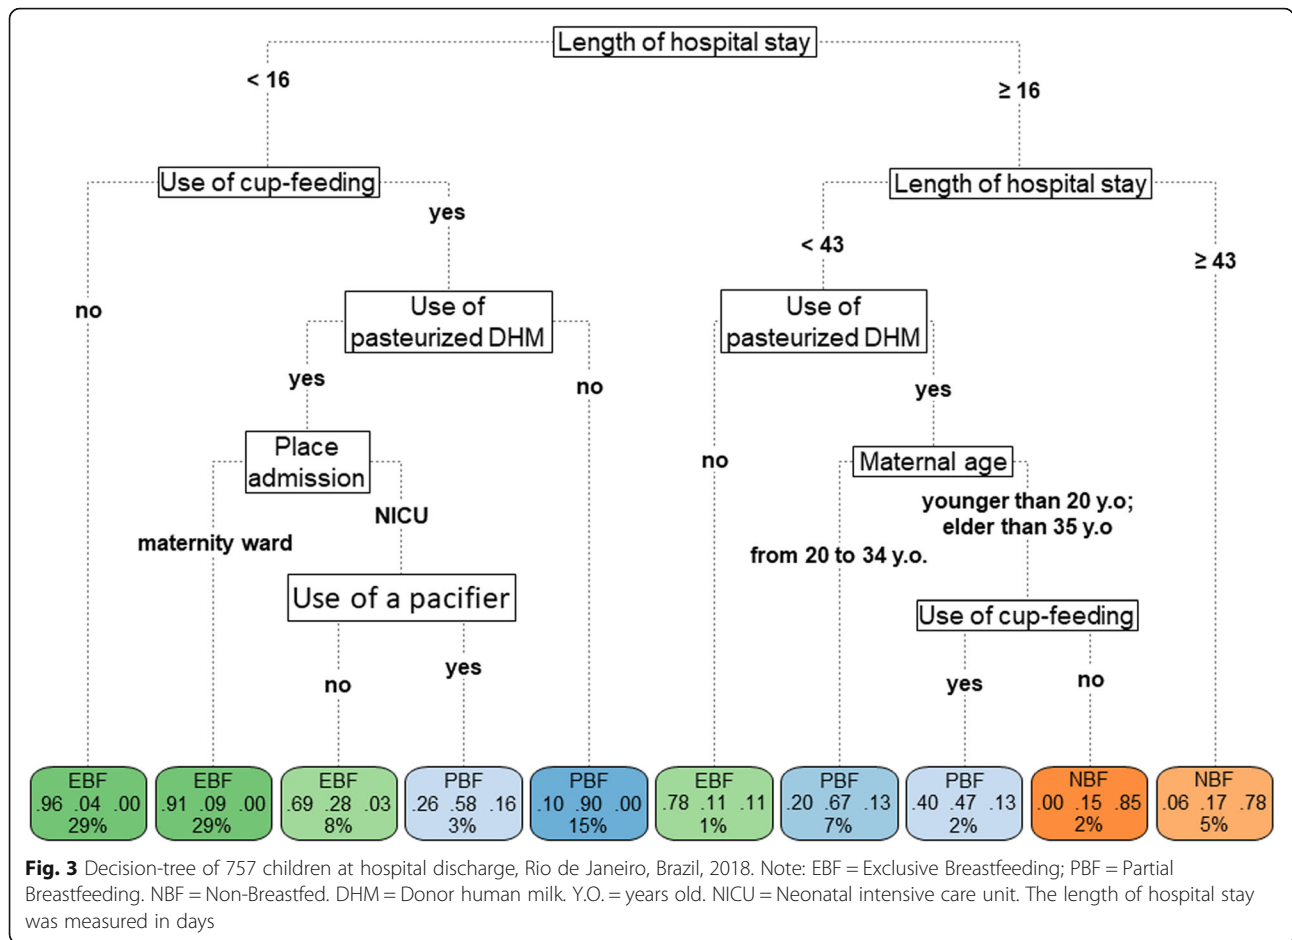 Length of hospital stay
< 16
≥ 16
Use of cup-feeding
Length of hospital stay
yes
< 43
≥ 43
no
Use of
pasteurized DHM
Use of
pasteurized DHM
yes
no
yes
Place
admission
no
Maternal age
NICU
younger than 20 y.o;
elder than 35 y.o
maternity ward
from 20 to 34 y.o.
Use of a pacifier
Use of cup-feeding
no
yes
yes
no
EBF
.96 .04 .00
29%
EBF
.91 .09 .00
29%
EBF
.69 .28 .03
8%
PBF
.26 .58 .16
3%
PBF
.10 .90 .00
15%
EBF
.78 .11 .11
1%
PBF
.20 .67 .13
7%
PBF
.40 .47 .13
2%
NBF
.00 .15 .85
2%
NBF
.06 .17 .78
5%
Fig. 3 Decision-tree of 757 children at hospital discharge, Rio de Janeiro, Brazil, 2018. Note: EBF = Exclusive Breastfeeding; PBF = Partial
Breastfeeding. NBF = Non-Breastfed. DHM = Donor human milk. Y.O. = years old. NICU = Neonatal intensive care unit. The length of hospital stay
was measured in days